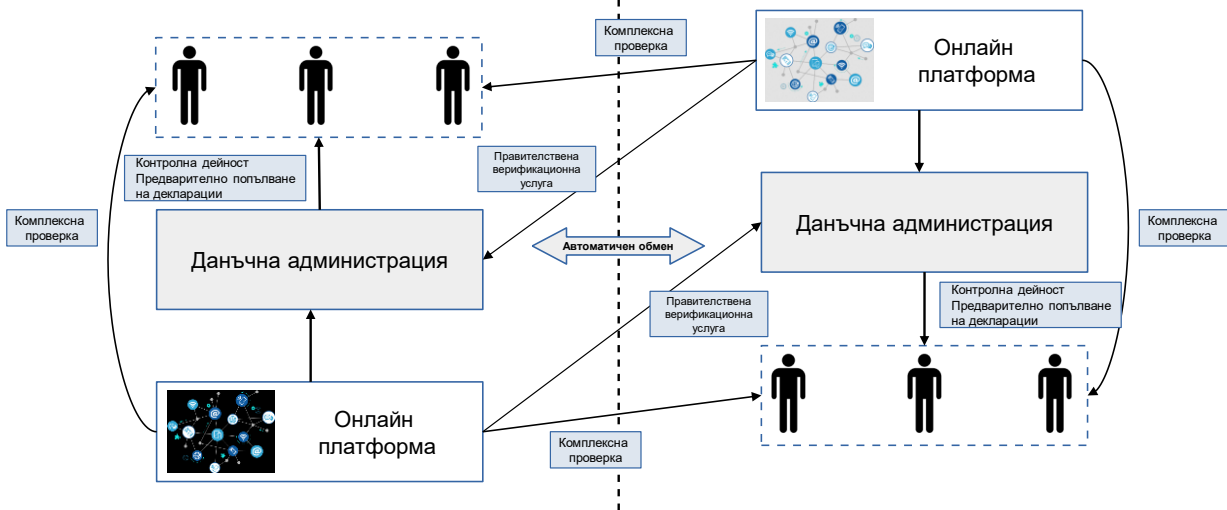 Комплексна
проверка
Онлайн
платформа
Контролна дейност
Предварително попълване
на декларации
Правителствена
верификационна
услуга
Комплексна
проверка
Данъчна администрация
Автоматичен обмен
Данъчна администрация
Комплексна
проверка
Контролна дейност
Предварително попълване
на декларации
Правителствена
верификационна
услуга
Онлайн
платформа
Комплексна
проверка